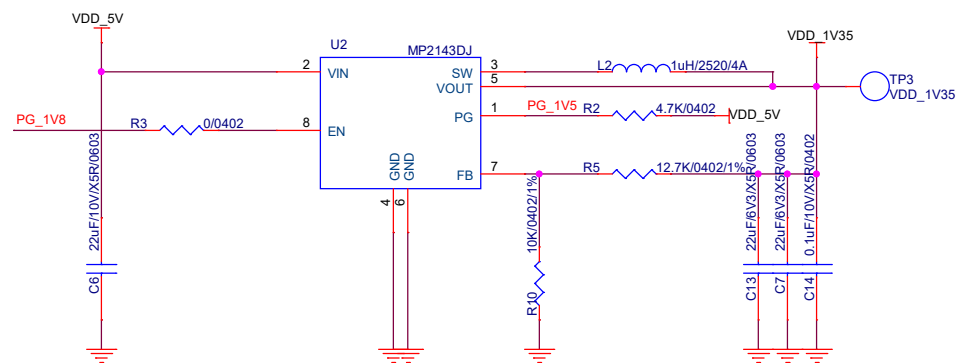 VDD_5V
U2
MP2143DJ
VDD_1V35
2
VIN
SW
3
L2
1uH/2520/4A
VOUT
5
TP3
VDD_1V35
PG_1V8
R3
0/0402
8
EN
PG
1
PG_1V5
R2
4.7K/0402
VDD_5V
GND
GND
FB
7
R5
12.7K/0402/1%
4
6
22uF/10V/X5R/0603
C6
10K/0402/1%
R10
22uF/6V3/X5R/0603
C13
22uF/6V3/X5R/0603
C7
0.1uF/10V/X5R/0402
C14